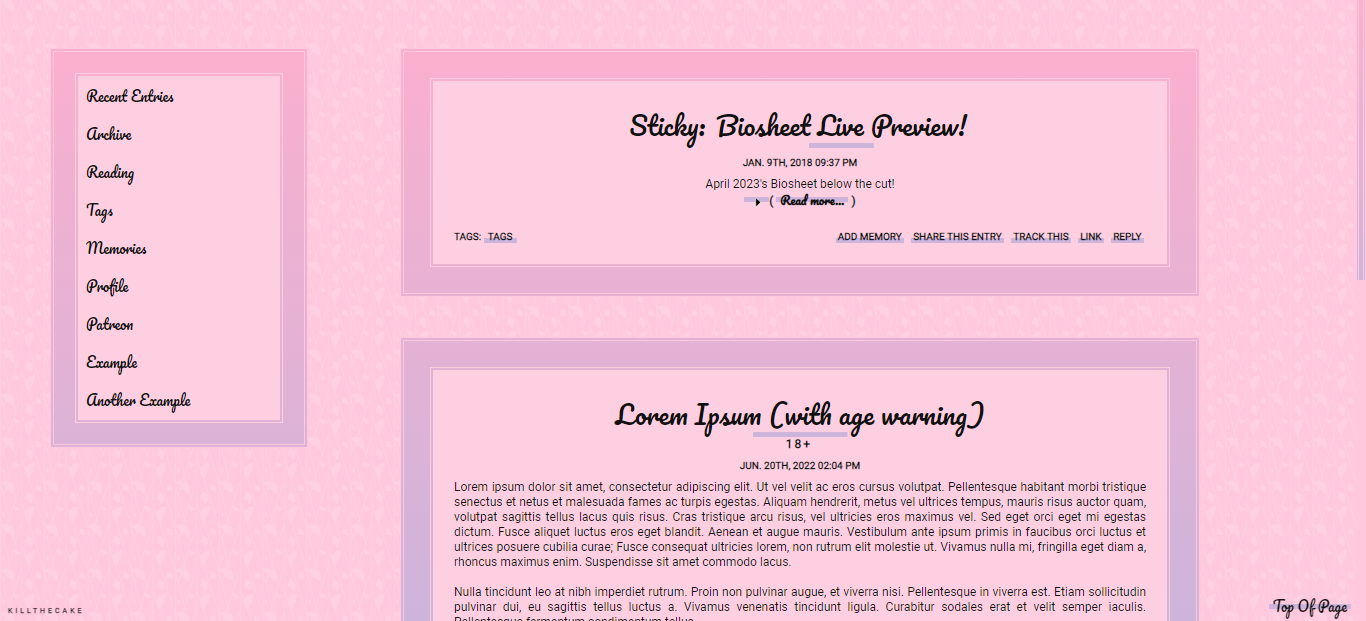 Recent Entries
Archive
Reading
Tags
Memories
Profile
Patreon
Example
Another Example
Sticky: Biosheet Live Preview!
JAN. 9TH, 2018 09:37 PM
April 2023's Biosheet below the cut!
( Read more... )
TAGS: TAGS
ADD MEMORY SHARE THIS ENTRY TRACK THIS LINK REPLY
Lorem Ipsum (with age warning)
18+
JUN. 20TH, 2022 02:04 PM
Lorem ipsum dolor sit amet, consectetur adipiscing elit. Ut vel velit ac eros cursus volutpat. Pellentesque habitant morbi tristique
senectus et netus et malesuada fames ac turpis egestas. Aliquam hendrerit, metus vel ultrices tempus, mauris risus auctor quam,
volutpat sagittis tellus lacus quis risus. Cras tristique arcu risus, vel ultricies eros maximus vel. Sed eget orci eget mi egestas
dictum. Fusce aliquet luctus eros eget blandit. Aenean et augue mauris. Vestibulum ante ipsum primis in faucibus orci luctus et
ultrices posuere cubilia curae; Fusce consequat ultricies lorem, non rutrum elit molestie ut. Vivamus nulla mi, fringilla eget diam a,
rhoncus maximus enim. Suspendisse sit amet commodo lacus.
Nulla tincidunt leo at nibh imperdiet rutrum. Proin non pulvinar augue, et viverra nisi. Pellentesque in viverra est. Etiam sollicitudin
pulvinar dui, eu sagittis tellus luctus a. Vivamus venenatis tincidunt ligula. Curabitur sodales erat et velit semper iaculis.
Pellentesque fermentum condimentum tellus.
KILLTHECAKE
Top Of Page